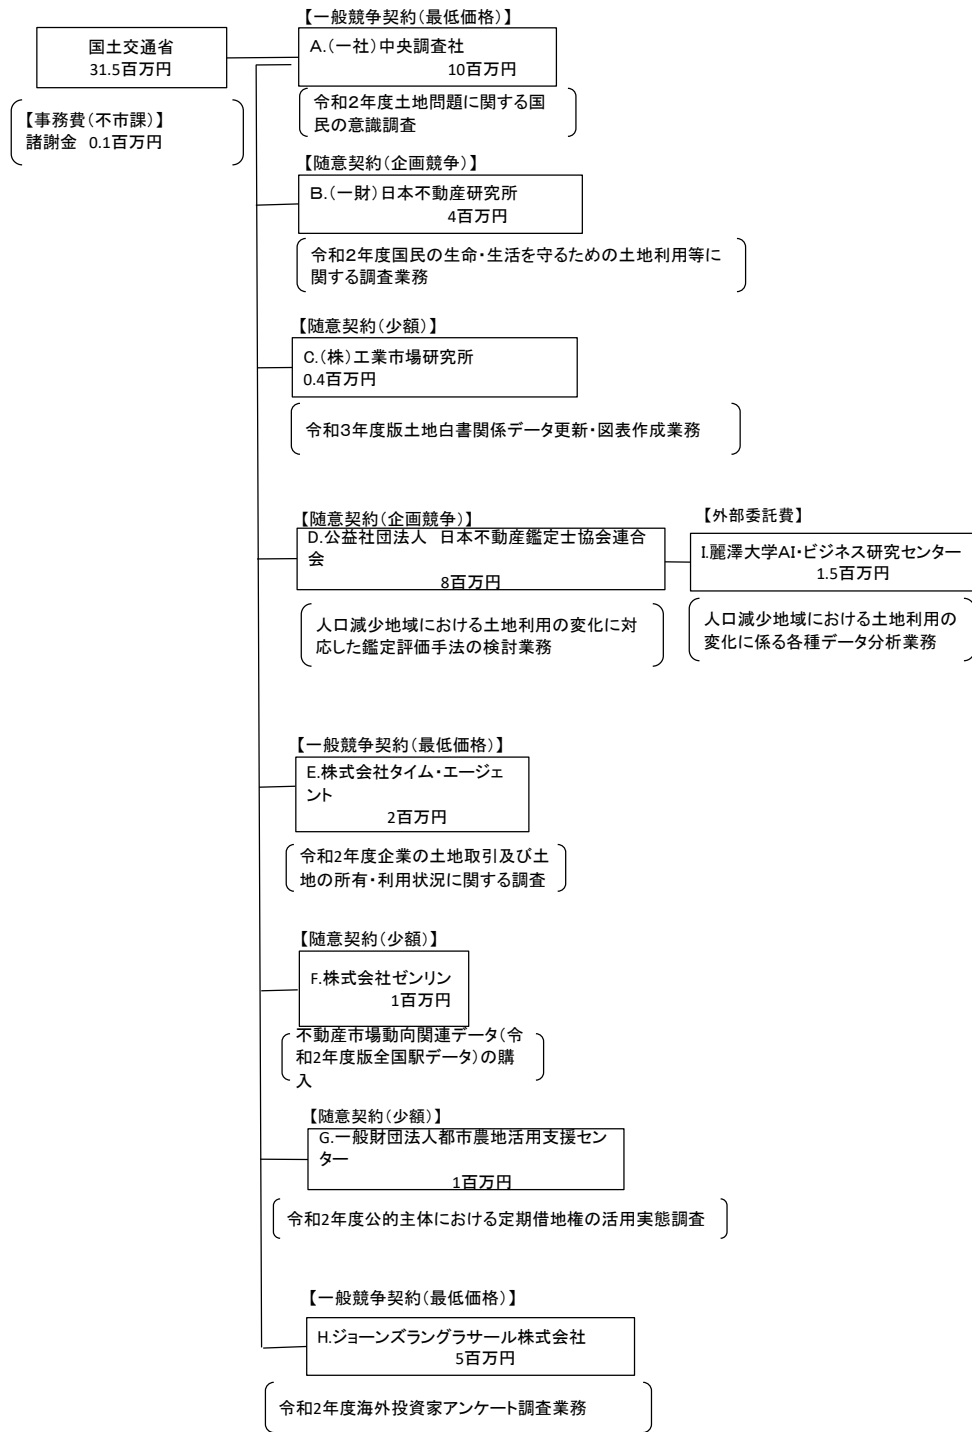 【一般競争契約（最低価格）】
国土交通省
31.5百万円
A.（一社）中央調査社
10百万円
【事務費（不市課）】
諸謝金 0.1百万円
令和２年度土地問題に関する国
民の意識調査
【随意契約（企画競争）】
B.（一財）日本不動産研究所
4百万円
令和２年度国民の生命・生活を守るための土地利用等に
関する調査業務
【随意契約（少額）】
C.（株）工業市場研究所
0.4百万円
令和３年度版土地白書関係データ更新・図表作成業務
【随意契約（企画競争）】
D.公益社団法人　日本不動産鑑定士協会連合
会
8百万円
【外部委託費】
I.麗澤大学AI・ビジネス研究センター
1.5百万円
人口減少地域における土地利用の変化に対
応した鑑定評価手法の検討業務
人口減少地域における土地利用の
変化に係る各種データ分析業務
【一般競争契約（最低価格）】
E.株式会社タイム・エージェ
ント
2百万円
令和2年度企業の土地取引及び土
地の所有・利用状況に関する調査
【随意契約（少額）】
F.株式会社ゼンリン
1百万円
不動産市場動向関連データ（令
和2年度版全国駅データ）の購
入
【随意契約（少額）】
G.一般財団法人都市農地活用支援セン
ター
1百万円
令和2年度公的主体における定期借地権の活用実態調査
【一般競争契約（最低価格）】
H.ジョーンズラングラサール株式会社
5百万円
令和2年度海外投資家アンケート調査業務